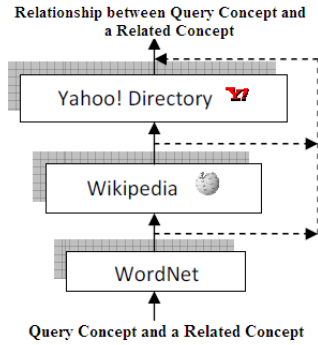 Relationship between Query Concept and
a Related Concept
Yahoo! Directory Y!
Wikipedia
WordNet
Query Concept and a Related Concept